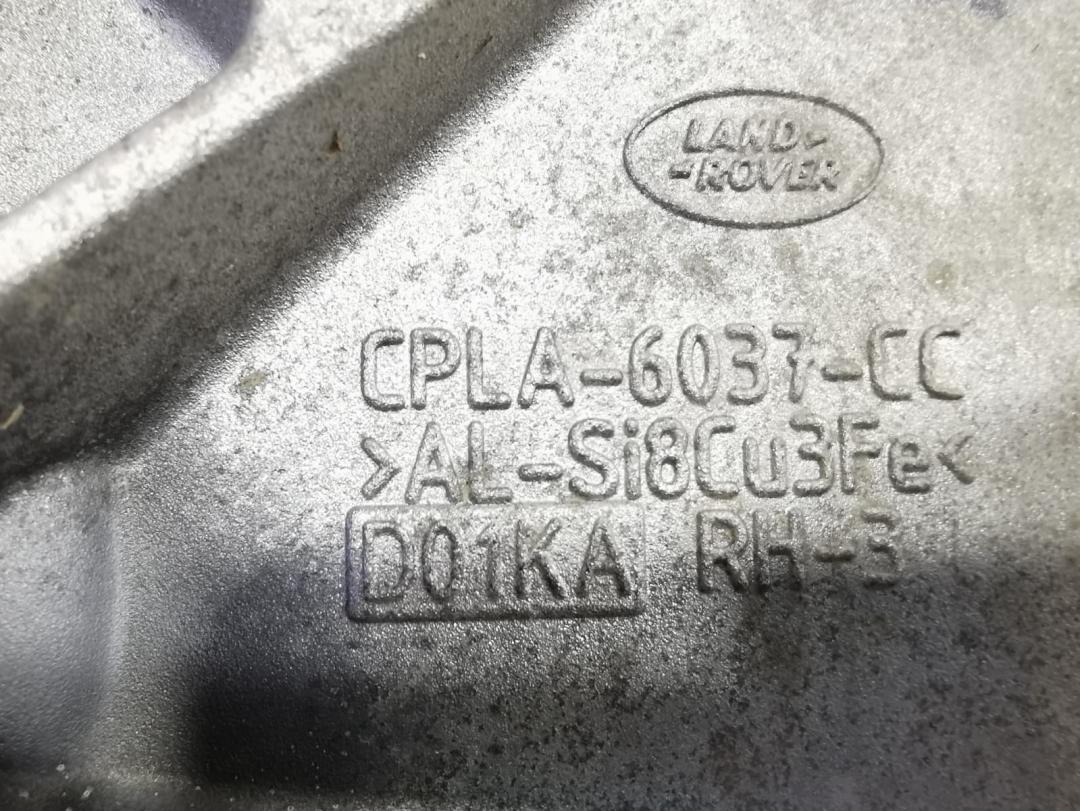 LAND-
-ROVER
CPLA-6037-CC
>AL-Si8Cu3Fe<
D01KA RH-3